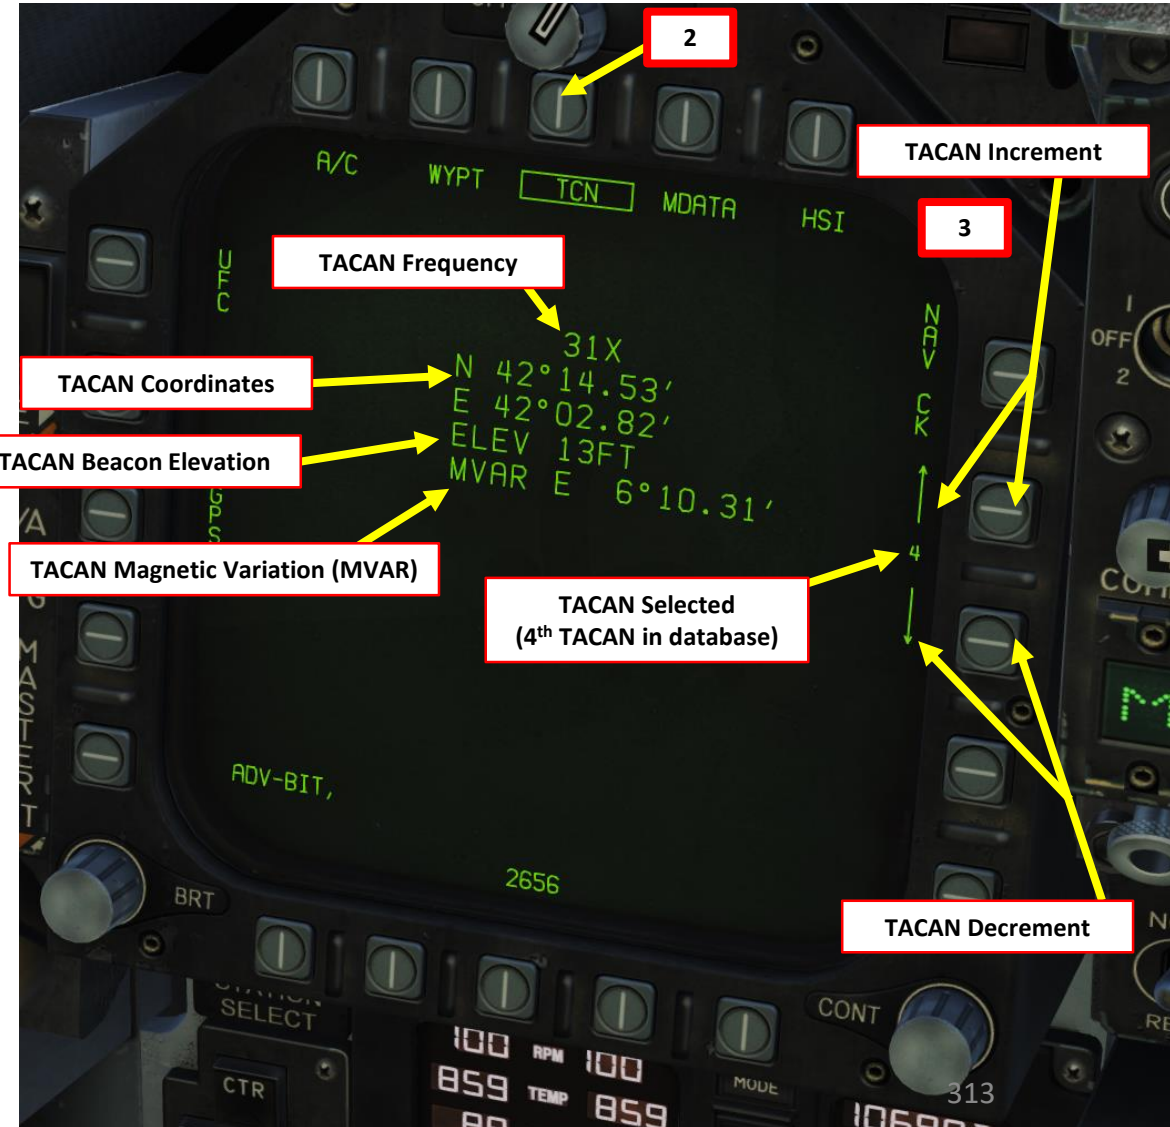 2
TACAN Increment
A/C
WYPT
TCN
MDATA
HSI
3
UFC
TACAN Frequency
NAV CK
1
OFF
2
31X
TACAN Coordinates
N 42°14.53′
E 42°02.82′
TACAN Beacon Elevation
ELEV 13FT
MVAR E 6°10.31′
GPS
TACAN Magnetic Variation (MVAR)
4
TACAN Selected
(4th TACAN in database)
M
ADV-BIT,
2656
BRT
TACAN Decrement
CONT
SELECT
CTR
100 RPM 100
859 TEMP 859
MODE
313